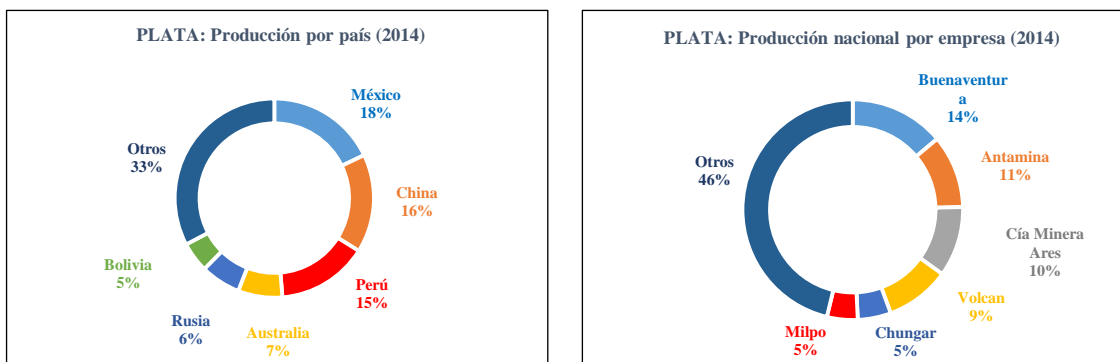 PLATA: Producción por país (2014)
México
18%
China
16%
Perú
15%
Australia
7%
Rusia
6%
Bolivia
5%
Otros
33%
PLATA: Producción nacional por empresa (2014)
Buenaventur
a
14%
Antamina
11%
Cía Minera
Ares
10%
Volcan
9%
Chungar
5%
Milpo
5%
Otros
46%